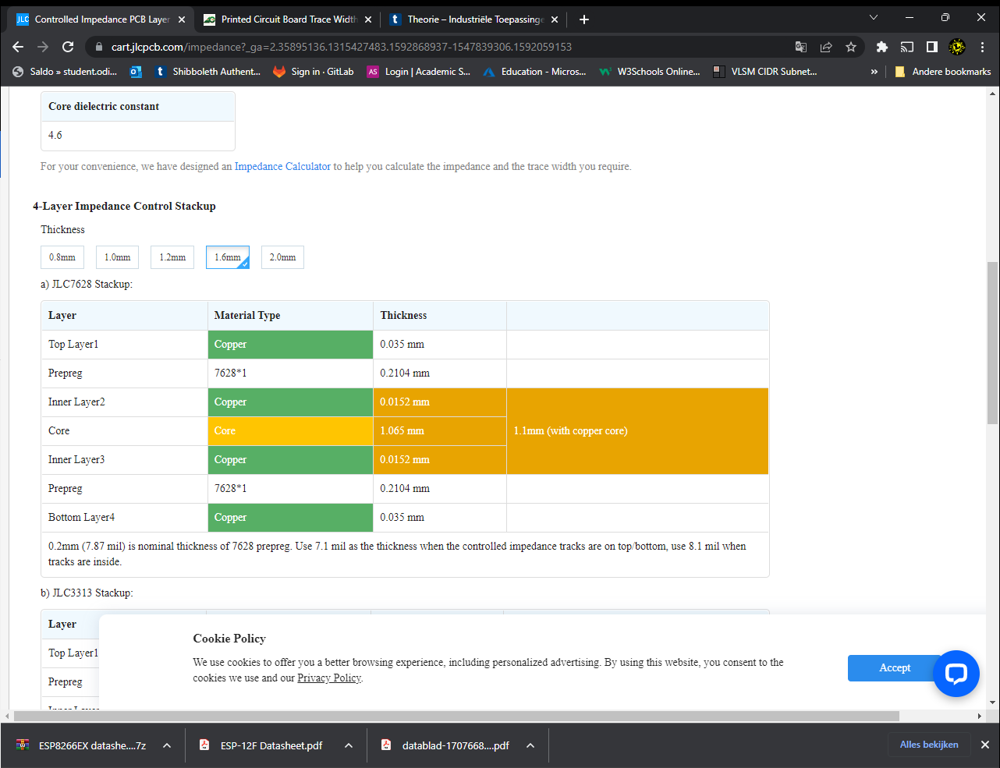 JLC Controlled Impedance PCB Layer
Printed Circuit Board Trace Width
t Theorie – Industriële Toepassinge
cart.jlcpcb.com/impedance?_ga=2.35895136.1315427483.1592868937-1547839306.1592059153
Saldo » student.odi...
t Shibboleth Authent...
Sign in · GitLab
AS Login | Academic S...
Education - Micros...
W3Schools Online...
VLSM CIDR Subnet...
»
Andere bookmarks
Core dielectric constant
4.6
For your convenience, we have designed an Impedance Calculator to help you calculate the impedance and the trace width you require.
4-Layer Impedance Control Stackup
Thickness
0.8mm 1.0mm 1.2mm 1.6mm 2.0mm
a) JLC7628 Stackup:
Layer Material Type Thickness
Top Layer1 Copper 0.035 mm
Prepreg 7628*1 0.2104 mm
Inner Layer2 Copper 0.0152 mm
Core Core 1.065 mm 1.1mm (with copper core)
Inner Layer3 Copper 0.0152 mm
Prepreg 7628*1 0.2104 mm
Bottom Layer4 Copper 0.035 mm
0.2mm (7.87 mil) is nominal thickness of 7628 prepreg. Use 7.1 mil as the thickness when the controlled impedance tracks are on top/bottom, use 8.1 mil when
tracks are inside.
b) JLC3313 Stackup:
Layer
Top Layer1
Prepreg
Cookie Policy
We use cookies to offer you a better browsing experience, including personalized advertising. By using this website, you consent to the
cookies we use and our Privacy Policy.
Accept
ESP8266EX datashe....7z
ESP-12F Datasheet.pdf
datablad-1707668....pdf
Alles bekijken